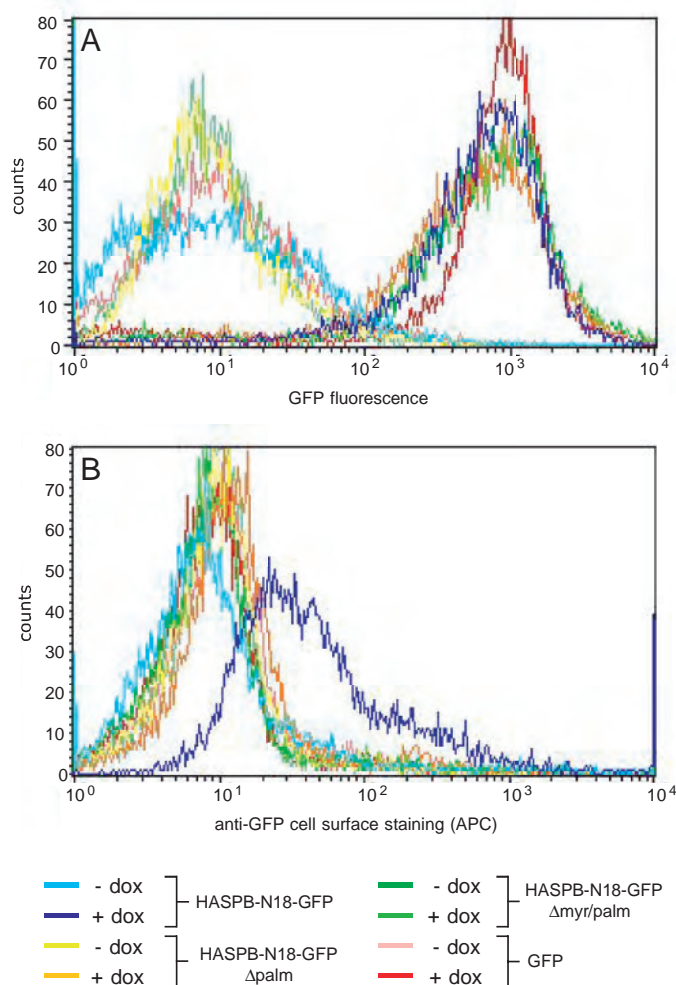 A
80
70
60
50
40
30
20
10
0
counts
10^0 10^1 10^2 10^3 10^4
GFP fluorescence
B
80
70
60
50
40
30
20
10
0
counts
10^0 10^1 10^2 10^3 10^4
anti-GFP cell surface staining (APC)
- dox
+ dox
HASPB-N18-GFP
- dox
+ dox
HASPB-N18-GFP
Δpalm
- dox
+ dox
HASPB-N18-GFP
Δmyr/palm
- dox
+ dox
GFP